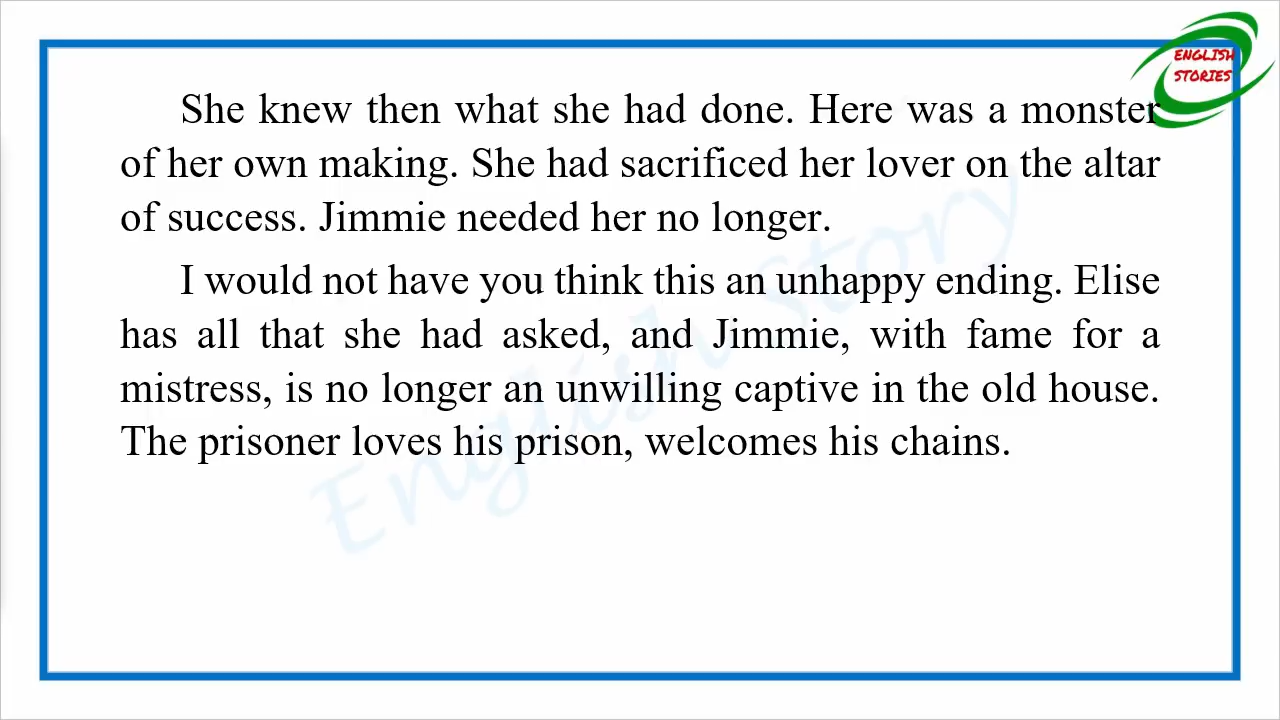 ENGLISH
STORIES
She knew then what she had done. Here was a monster
of her own making. She had sacrificed her lover on the altar
of success. Jimmie needed her no longer.
I would not have you think this an unhappy ending. Elise
has all that she had asked, and Jimmie, with fame for a
mistress, is no longer an unwilling captive in the old house.
The prisoner loves his prison, welcomes his chains.
English Story